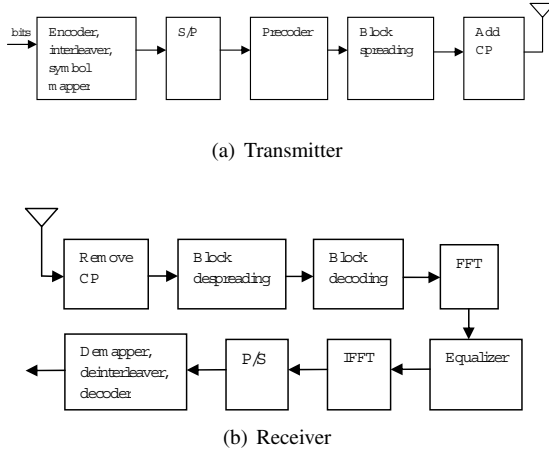 bits
Encoder,
interleaver,
symbol
mapper
S/P
Precoder
Block
spreading
Add
CP
(a) Transmitter
Remove
CP
Block
despreading
Block
decoding
FFT
Demapper,
deinterleaver,
decoder
P/S
IFFT
Equalizer
(b) Receiver